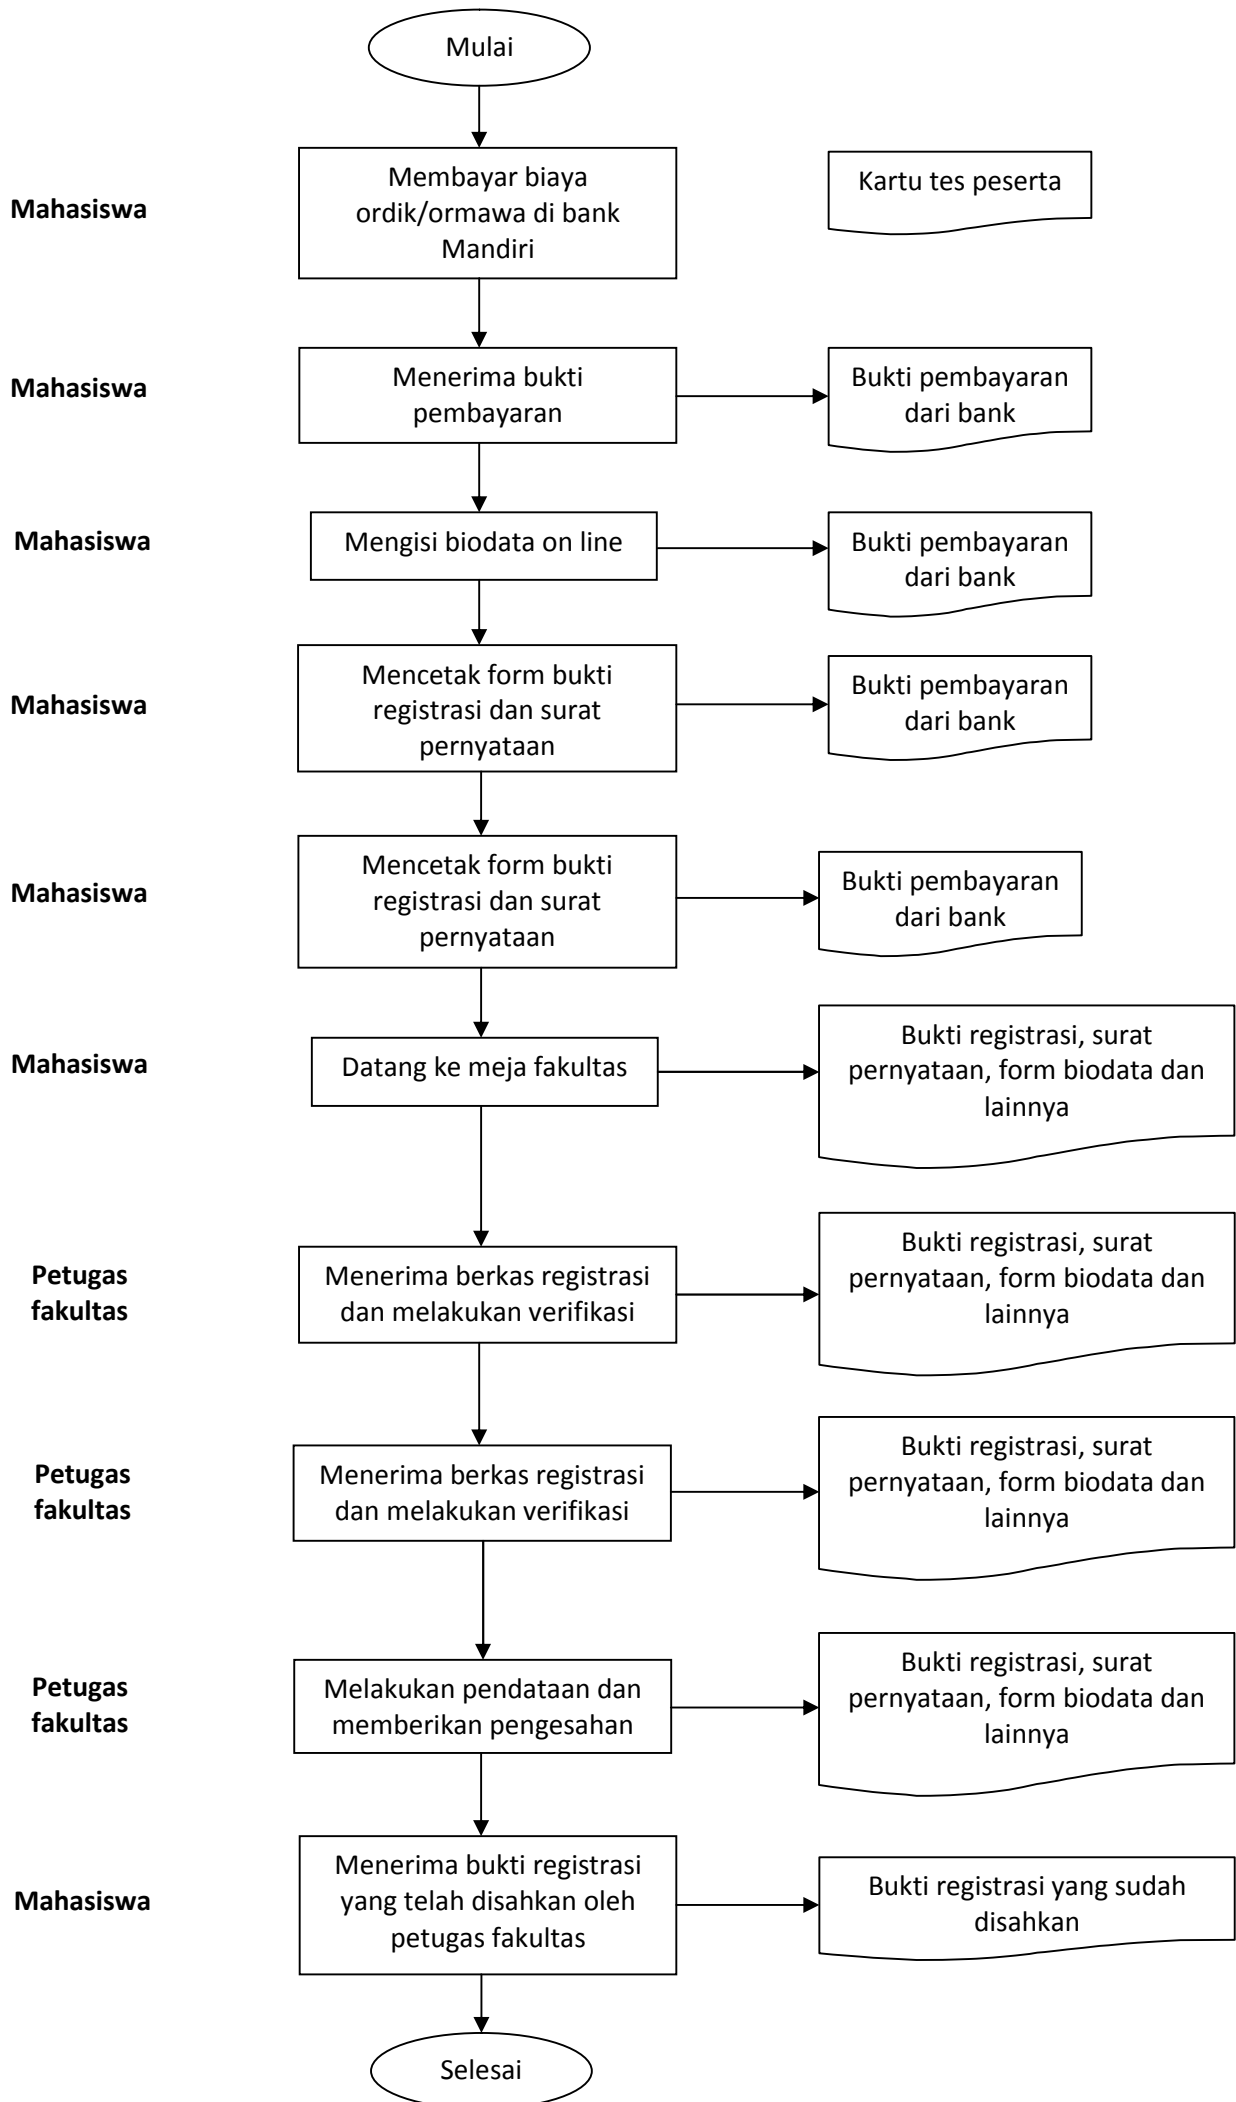 Mulai
Mahasiswa
Membayar biaya
ordik/ormawa di bank
Mandiri
Kartu tes peserta
Mahasiswa
Menerima bukti
pembayaran
Bukti pembayaran
dari bank
Mahasiswa
Mengisi biodata on line
Bukti pembayaran
dari bank
Mahasiswa
Mencetak form bukti
registrasi dan surat
pernyataan
Bukti pembayaran
dari bank
Mahasiswa
Mencetak form bukti
registrasi dan surat
pernyataan
Bukti pembayaran
dari bank
Mahasiswa
Datang ke meja fakultas
Bukti registrasi, surat
pernyataan, form biodata dan
lainnya
Petugas
fakultas
Menerima berkas registrasi
dan melakukan verifikasi
Bukti registrasi, surat
pernyataan, form biodata dan
lainnya
Petugas
fakultas
Menerima berkas registrasi
dan melakukan verifikasi
Bukti registrasi, surat
pernyataan, form biodata dan
lainnya
Petugas
fakultas
Melakukan pendataan dan
memberikan pengesahan
Bukti registrasi, surat
pernyataan, form biodata dan
lainnya
Mahasiswa
Menerima bukti registrasi
yang telah disahkan oleh
petugas fakultas
Bukti registrasi yang sudah
disahkan
Selesai